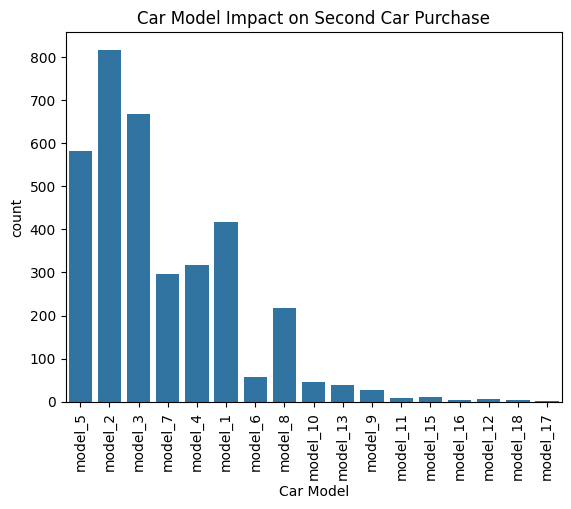 Car Model Impact on Second Car Purchase
count
800
700
600
500
400
300
200
100
0
model_5
model_2
model_3
model_7
model_4
model_1
model_6
model_8
model_10
model_13
model_9
model_11
model_15
model_16
model_12
model_18
model_17
Car Model